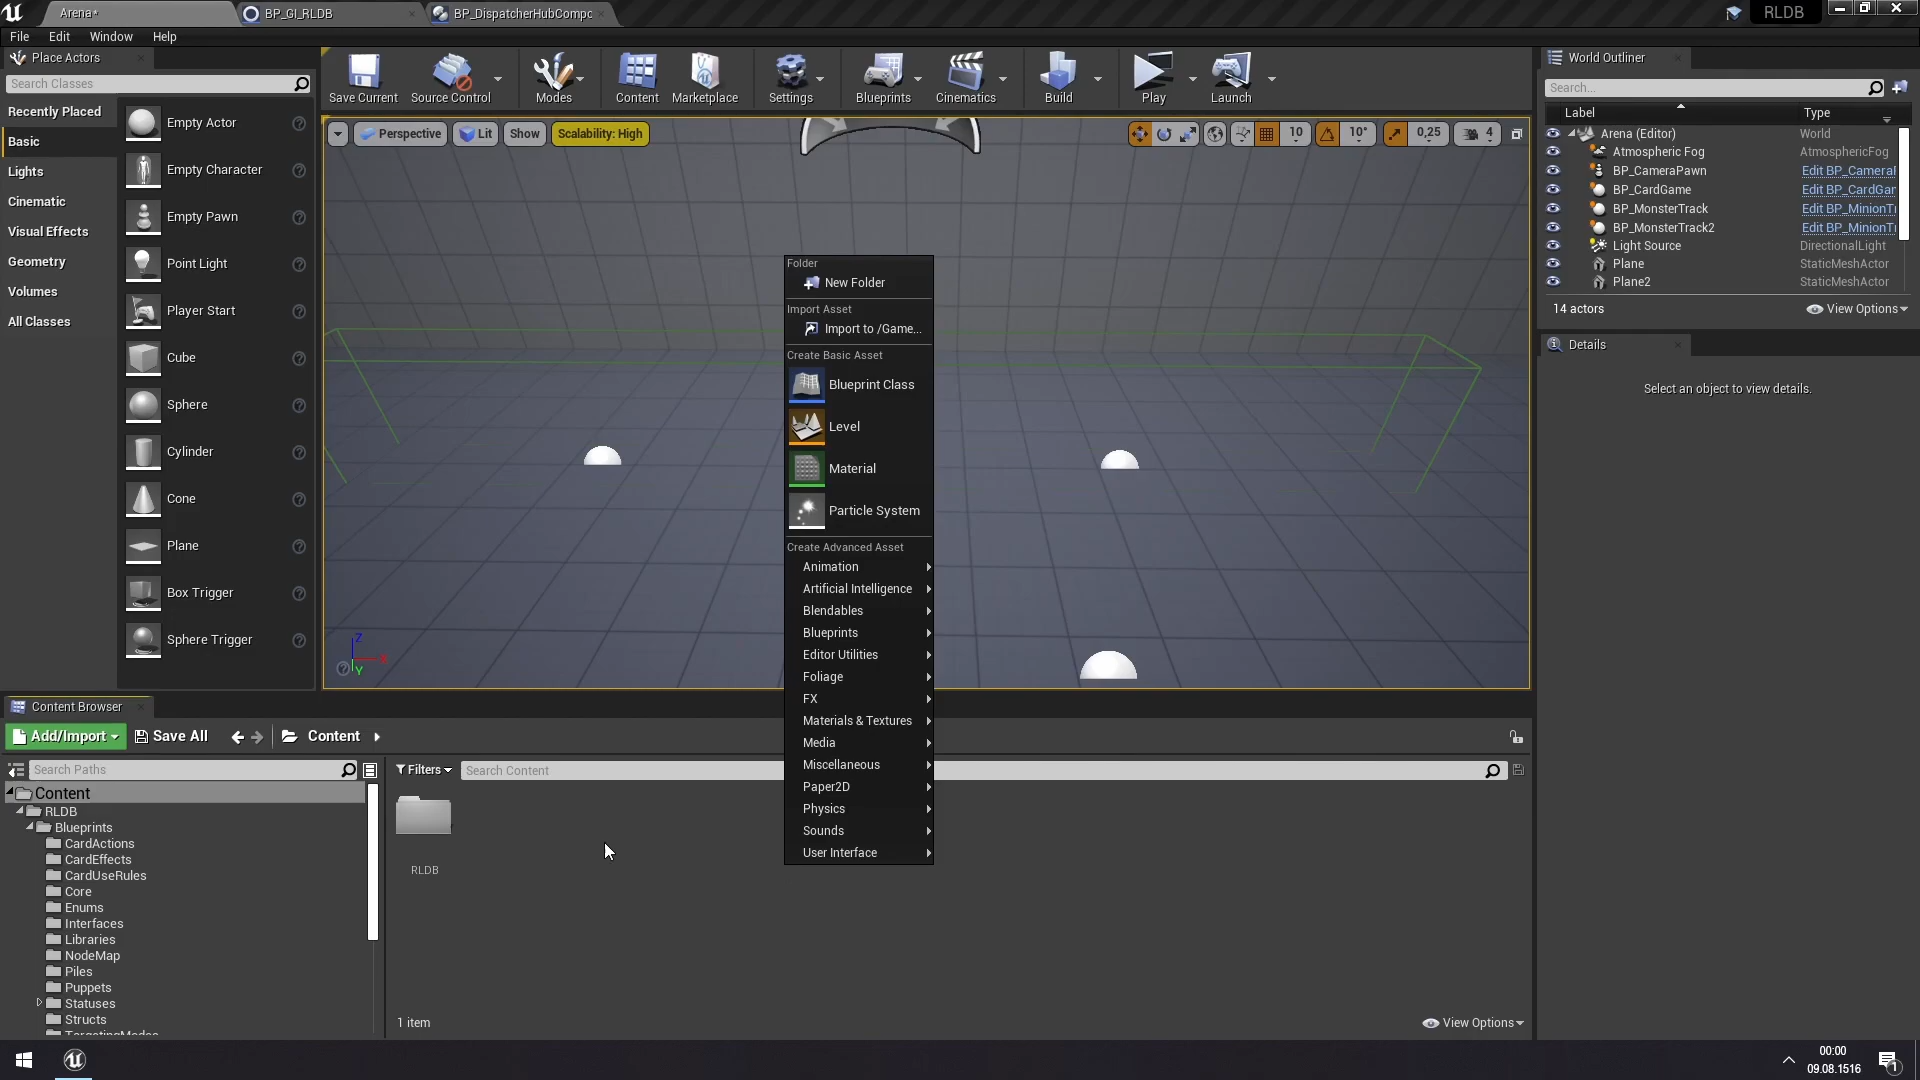 Arena*
BP_GI_RLDB
BP_DispatcherHubCompo
RLDB
File
Edit
Window
Help
Place Actors
Search Classes
Recently Placed
Basic
Lights
Cinematic
Visual Effects
Geometry
Volumes
All Classes
Empty Actor
Empty Character
Empty Pawn
Point Light
Player Start
Cube
Sphere
Cylinder
Cone
Plane
Box Trigger
Sphere Trigger
Save Current
Source Control
Modes
Content
Marketplace
Settings
Blueprints
Cinematics
Build
Play
Launch
Perspective
Lit
Show
Scalability: High
10
10°
0,25
4
Z
X
Y
Folder
New Folder
Import Asset
Import to /Game...
Create Basic Asset
Blueprint Class
Level
Material
Particle System
Create Advanced Asset
Animation
Artificial Intelligence
Blendables
Blueprints
Editor Utilities
Foliage
FX
Materials & Textures
Media
Miscellaneous
Paper2D
Physics
Sounds
User Interface
World Outliner
Search...
Label
Type
Arena (Editor)
World
Atmospheric Fog
AtmosphericFog
BP_CameraPawn
Edit BP_Camera
BP_CardGame
Edit BP_CardGar
BP_MonsterTrack
Edit BP_MinionT
BP_MonsterTrack2
Edit BP_MinionT
Light Source
DirectionalLight
Plane
StaticMeshActor
Plane2
StaticMeshActor
14 actors
View Options
Details
Select an object to view details.
Content Browser
Add/Import
Save All
Content
Search Paths
Filters
Search Content
Content
RLDB
Blueprints
CardActions
CardEffects
CardUseRules
Core
Enums
Interfaces
Libraries
NodeMap
Piles
Puppets
Statuses
Structs
TargetingModes
RLDB
1 item
View Options
00:00
09.08.1516
1